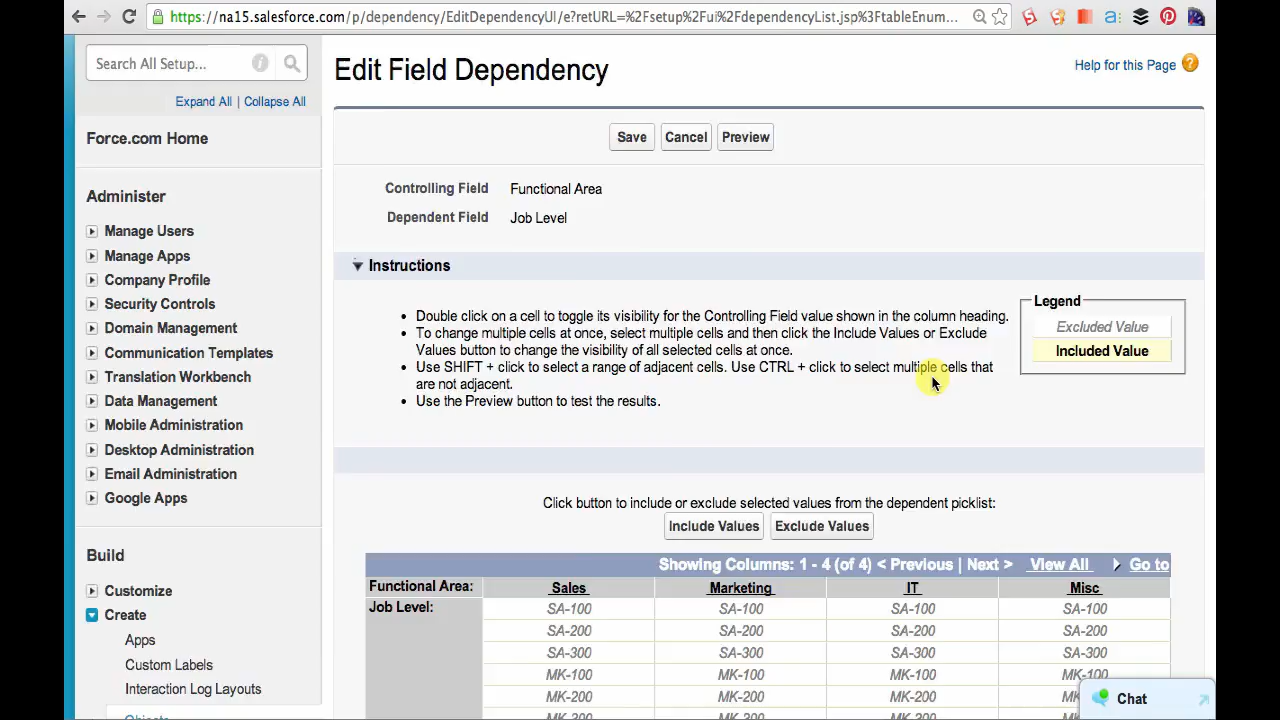 https://na15.salesforce.com/p/dependency/EditDependencyUI/e?retURL=%2Fsetup%2Fui%2FdependencyList.jsp%3FtableEnum...
Search All Setup...
Expand All | Collapse All
Force.com Home
Administer
Manage Users
Manage Apps
Company Profile
Security Controls
Domain Management
Communication Templates
Translation Workbench
Data Management
Mobile Administration
Desktop Administration
Email Administration
Google Apps
Build
Customize
Create
Apps
Custom Labels
Interaction Log Layouts
Objects
Edit Field Dependency
Help for this Page
Save Cancel Preview
Controlling Field Functional Area
Dependent Field Job Level
Instructions
• Double click on a cell to toggle its visibility for the Controlling Field value shown in the column heading.
• To change multiple cells at once, select multiple cells and then click the Include Values or Exclude
Values button to change the visibility of all selected cells at once.
• Use SHIFT + click to select a range of adjacent cells. Use CTRL + click to select multiple cells that
are not adjacent.
• Use the Preview button to test the results.
Legend
Excluded Value
Included Value
Click button to include or exclude selected values from the dependent picklist:
Include Values Exclude Values
Showing Columns: 1 - 4 (of 4) < Previous | Next > View All Go to
Functional Area: Sales Marketing IT Misc
Job Level: SA-100 SA-100 SA-100 SA-100
SA-200 SA-200 SA-200 SA-200
SA-300 SA-300 SA-300 SA-300
MK-100 MK-100 MK-100 MK-100
MK-200 MK-200 MK-200
MK-300 MK-300 MK-300
Chat